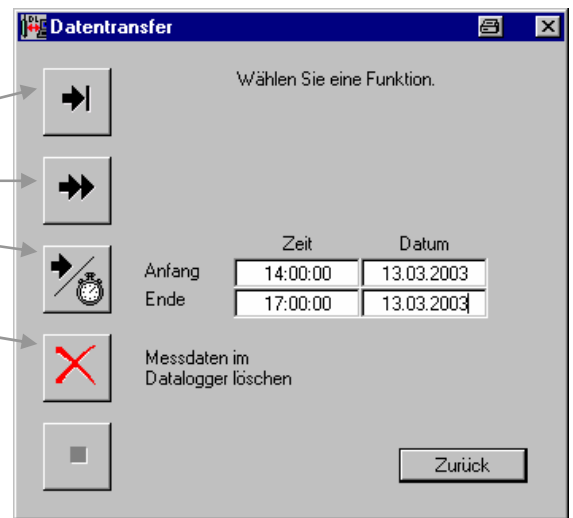 Datentransfer
Wählen Sie eine Funktion.
Zeit Datum
Anfang 14:00:00 13.03.2003
Ende 17:00:00 13.03.2003
Messdaten im
Datalogger löschen
Zurück